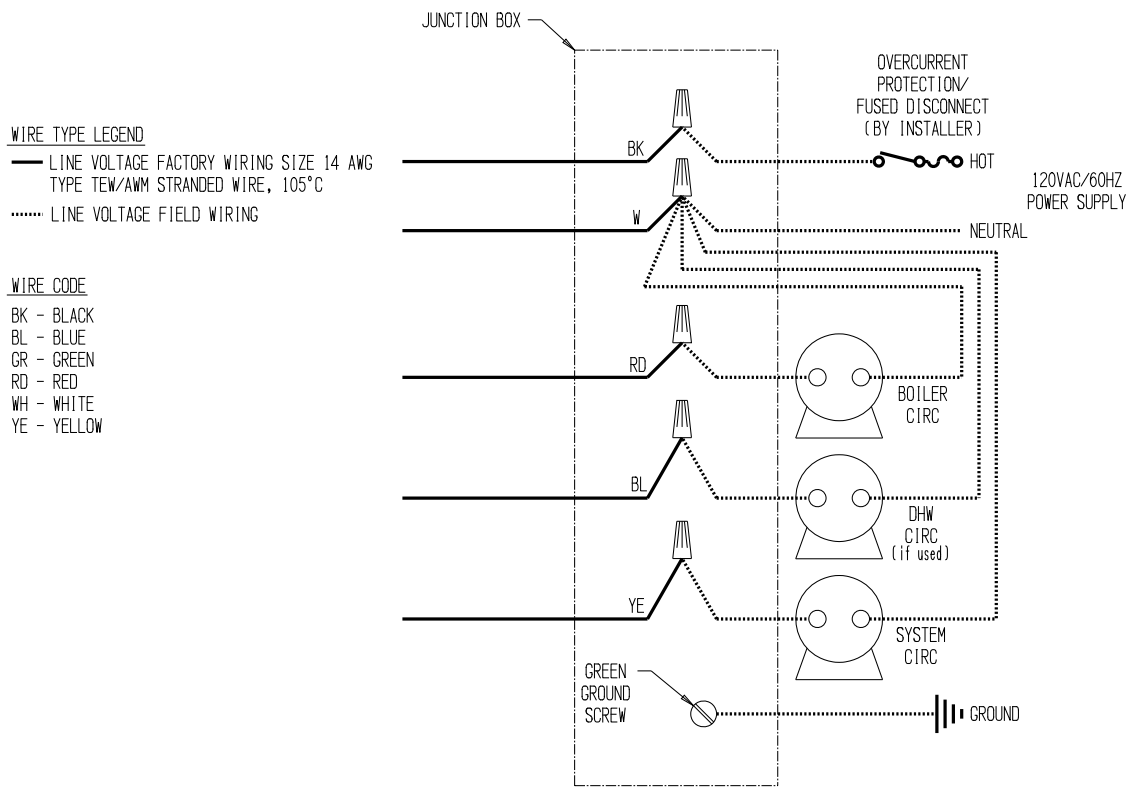 JUNCTION BOX
OVERCURRENT
PROTECTION/
FUSED DISCONNECT
(BY INSTALLER)
WIRE TYPE LEGEND
LINE VOLTAGE FACTORY WIRING SIZE 14 AWG
TYPE TEW/AWM STRANDED WIRE, 105°C
LINE VOLTAGE FIELD WIRING
BK
HOT
120VAC/60HZ
POWER SUPPLY
W
NEUTRAL
WIRE CODE
BK - BLACK
BL - BLUE
GR - GREEN
RD - RED
WH - WHITE
YE - YELLOW
RD
BOILER
CIRC
BL
DHW
CIRC
(if used)
YE
SYSTEM
CIRC
GREEN
GROUND
SCREW
GROUND